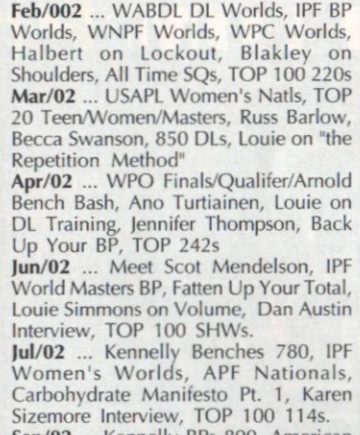 Feb/002 ... WABDL DL Worlds, IPF BP
Worlds, WNPF Worlds, WPC Worlds,
Halbert on Lockout, Blakley on
Shoulders, All Time SQs, TOP 100 220s
Mar/02 ... USAPL Women's Natls, TOP
20 Teen/Women/Masters, Russ Barlow,
Becca Swanson, 850 DLs, Louie on "the
Repetition Method"
Apr/02 ... WPO Finals/Qualifer/Arnold
Bench Bash, Ano Turtiainen, Louie on
DL Training, Jennifer Thompson, Back
Up Your BP, TOP 242s
Jun/02 ... Meet Scot Mendelson, IPF
World Masters BP, Fatten Up Your Total,
Louie Simmons on Volume, Dan Austin
Interview, TOP 100 SHWs.
Jul/02 ... Kennelly Benches 780, IPF
Women's Worlds, APF Nationals,
Carbohydrate Manifesto Pt. 1, Karen
Sizemore Interview, TOP 100 114s.
Kennelly BPs 800, American